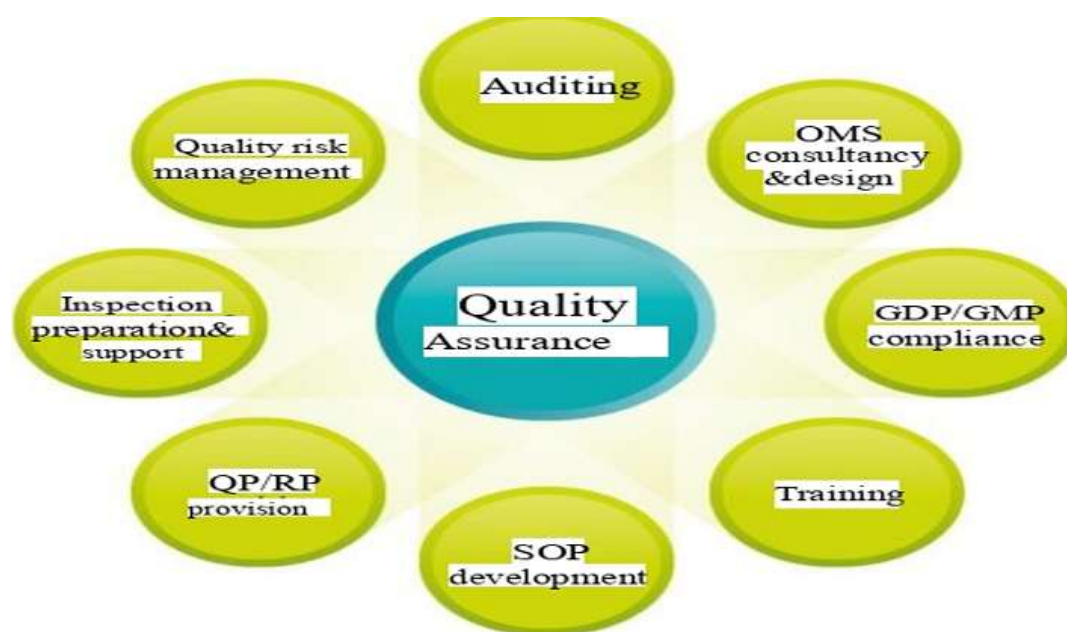 Auditing
Quality risk
management
OMS
consultancy
&design
Inspection
preparation&
support
Quality
Assurance
GDP/GMP
compliance
QP/RP
provision
Training
SOP
development